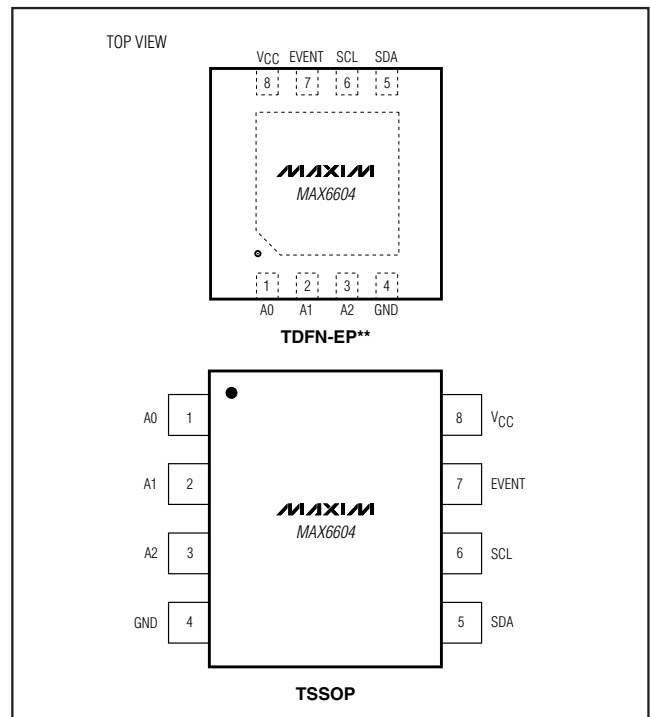 TOP VIEW
VCC EVENT SCL SDA
8 7 6 5
MAXIM
MAX6604
1 2 3 4
A0 A1 A2 GND
TDFN-EP**
A0 1 8 VCC
A1 2 7 EVENT
MAXIM
MAX6604
A2 3 6 SCL
GND 4 5 SDA
TSSOP